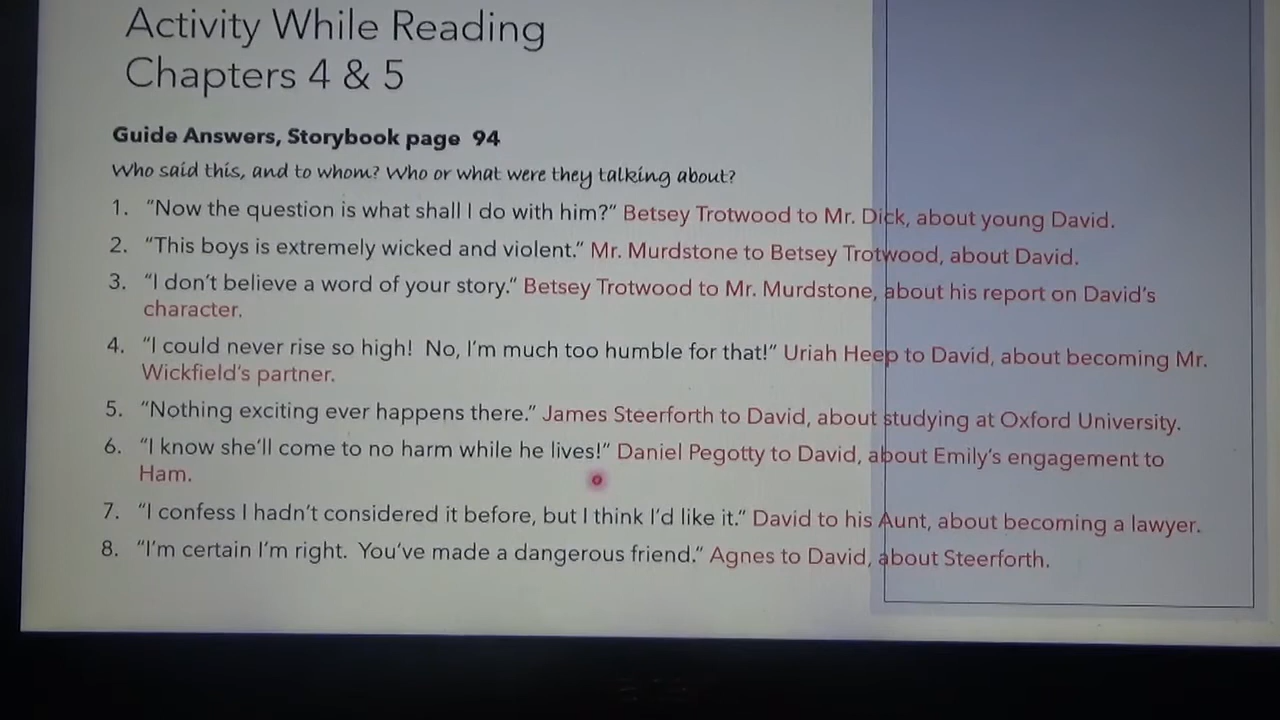 Activity While Reading
Chapters 4 & 5
Guide Answers, Storybook page 94
Who said this, and to whom? Who or what were they talking about?
1. "Now the question is what shall I do with him?" Betsey Trotwood to Mr. Dick, about young David.
2. "This boys is extremely wicked and violent." Mr. Murdstone to Betsey Trotwood, about David.
3. "I don't believe a word of your story." Betsey Trotwood to Mr. Murdstone, about his report on David's
character.
4. "I could never rise so high! No, I'm much too humble for that!" Uriah Heep to David, about becoming Mr.
Wickfield's partner.
5. "Nothing exciting ever happens there." James Steerforth to David, about studying at Oxford University.
6. "I know she'll come to no harm while he lives!" Daniel Pegotty to David, about Emily's engagement to
Ham.
7. "I confess I hadn't considered it before, but I think I'd like it." David to his Aunt, about becoming a lawyer.
8. "I'm certain I'm right. You've made a dangerous friend." Agnes to David, about Steerforth.